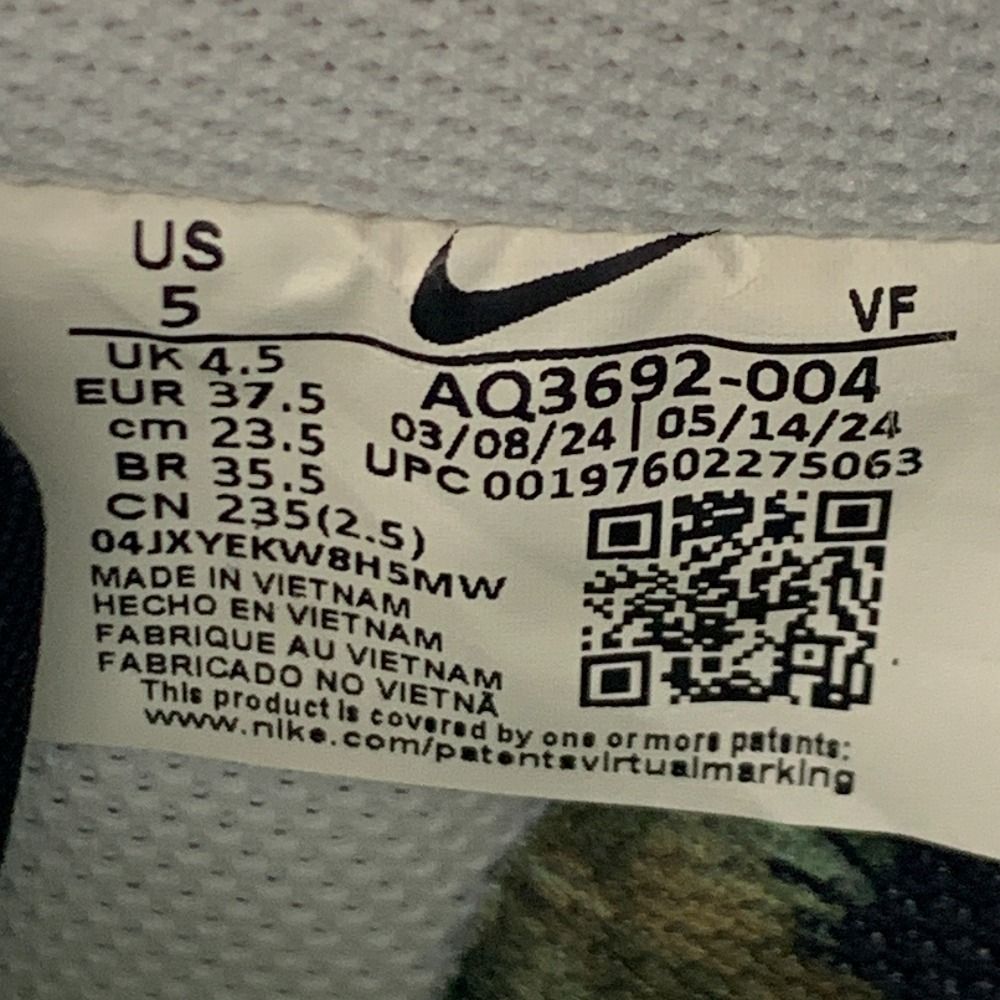 US
5
VF
UK 4.5
EUR 37.5
cm 23.5
BR 35.5
CN 235(2.5)
AQ3692-004
03/08/24 | 05/14/24
UPC 001976022​75063
04JXYEKW8H5MW
MADE IN VIETNAM
HECHO EN VIETNAM
FABRIQUE AU VIETNAM
FABRICADO NO VIETNÃ
This product is covered by one or more patents:
www.nike.com/patentsvirtualmarking